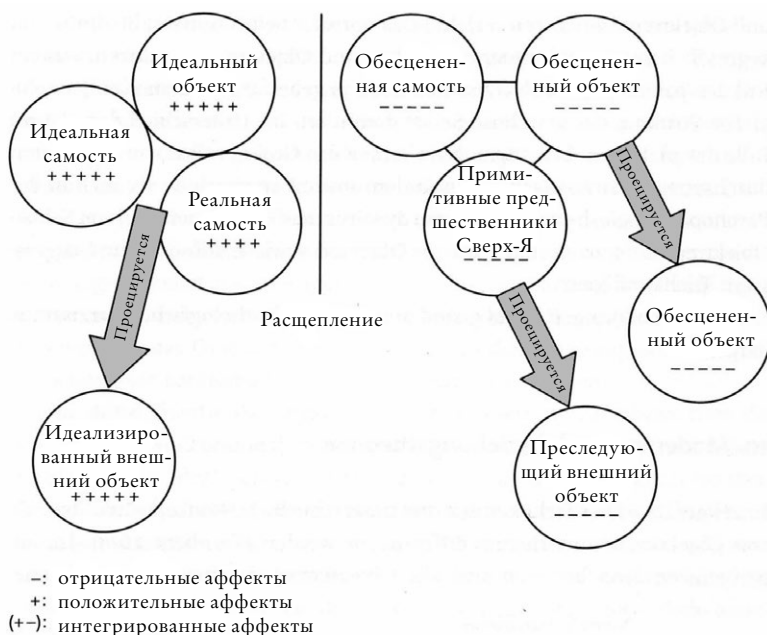 Идеальный
объект
+++++
Идеальная
самость
+++++
Реальная
самость
++++
Проецируется
Идеализиро-
ванный внеш-
ний объект
+++++
Расщепление
Обесценен-
ная самость
-----
Обесценен-
ный объект
-----
Примити-
тивные пред-
шественники
Сверх-Я
-----
Проецируется
Обесценен-
ный объект
-----
Проецируется
Преследую-
щий внешний
объект
-----
–: отрицательные аффекты
+: положительные аффекты
(+–): интегрированные аффекты